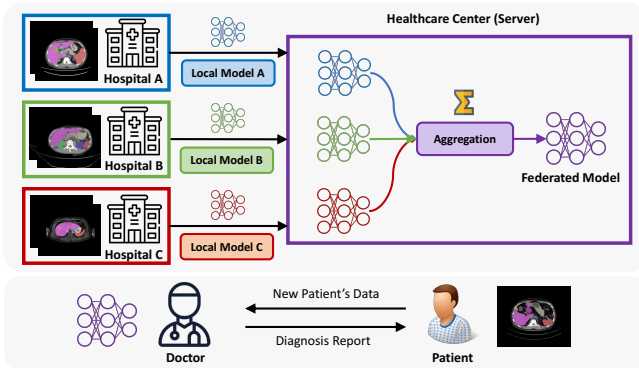 Healthcare Center (Server)
Hospital A
Local Model A
Hospital B
Local Model B
Hospital C
Local Model C
Σ
Aggregation
Federated Model
New Patient's Data
Diagnosis Report
Doctor
Patient